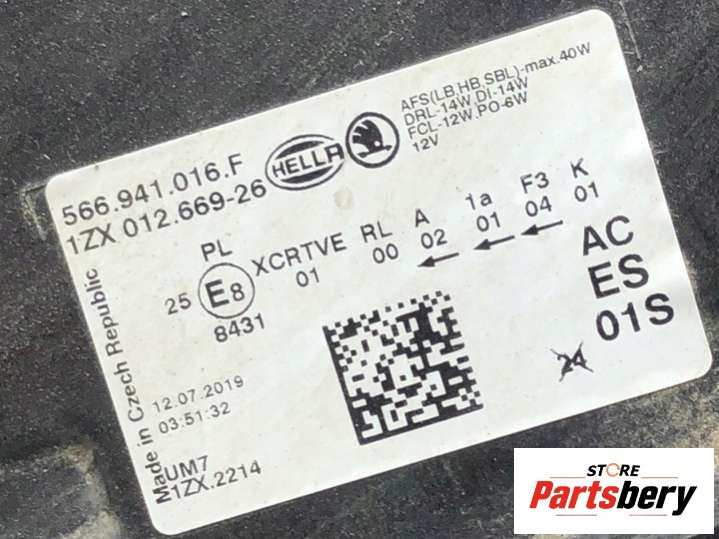 566.941.016.F
1ZX 012.669-26
HELLA
AFS(LB,HB,SBL)-max.40W
DRL-14W,DI-14W
FCL-12W,PO-6W
12V
PL
25 E8 XCRTVE RL A 1a F3 K
8431 01 00 02 01 04 01
AC
ES
01S
24
Made in Czech Republic
12.07.2019
03:51:32
UM7
1ZX.2214
STORE
Partsbery